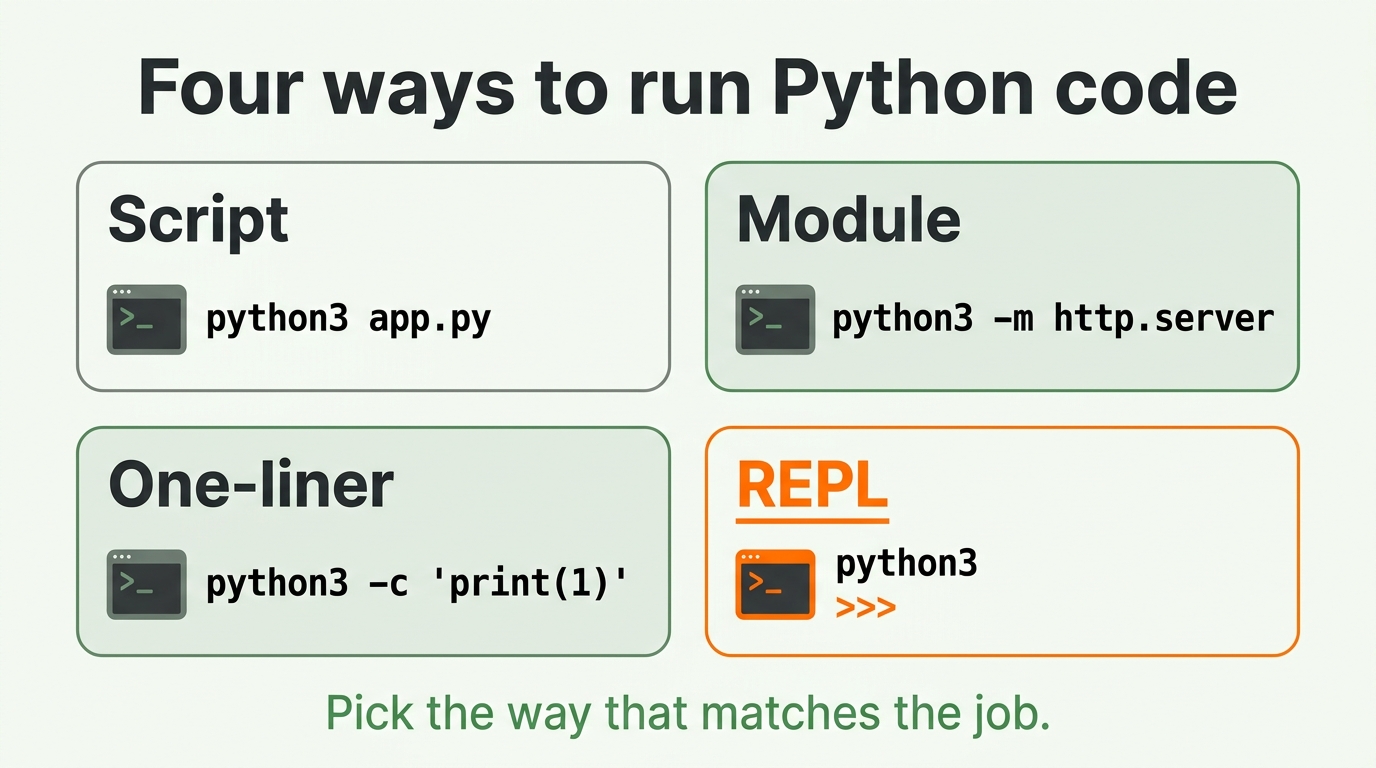 Four ways to run Python code
Script
>_
python3 app.py
Module
>_
python3 -m http.server
One-liner
>_
python3 -c 'print(1)'
REPL
>_
python3
>>>
Pick the way that matches the job.